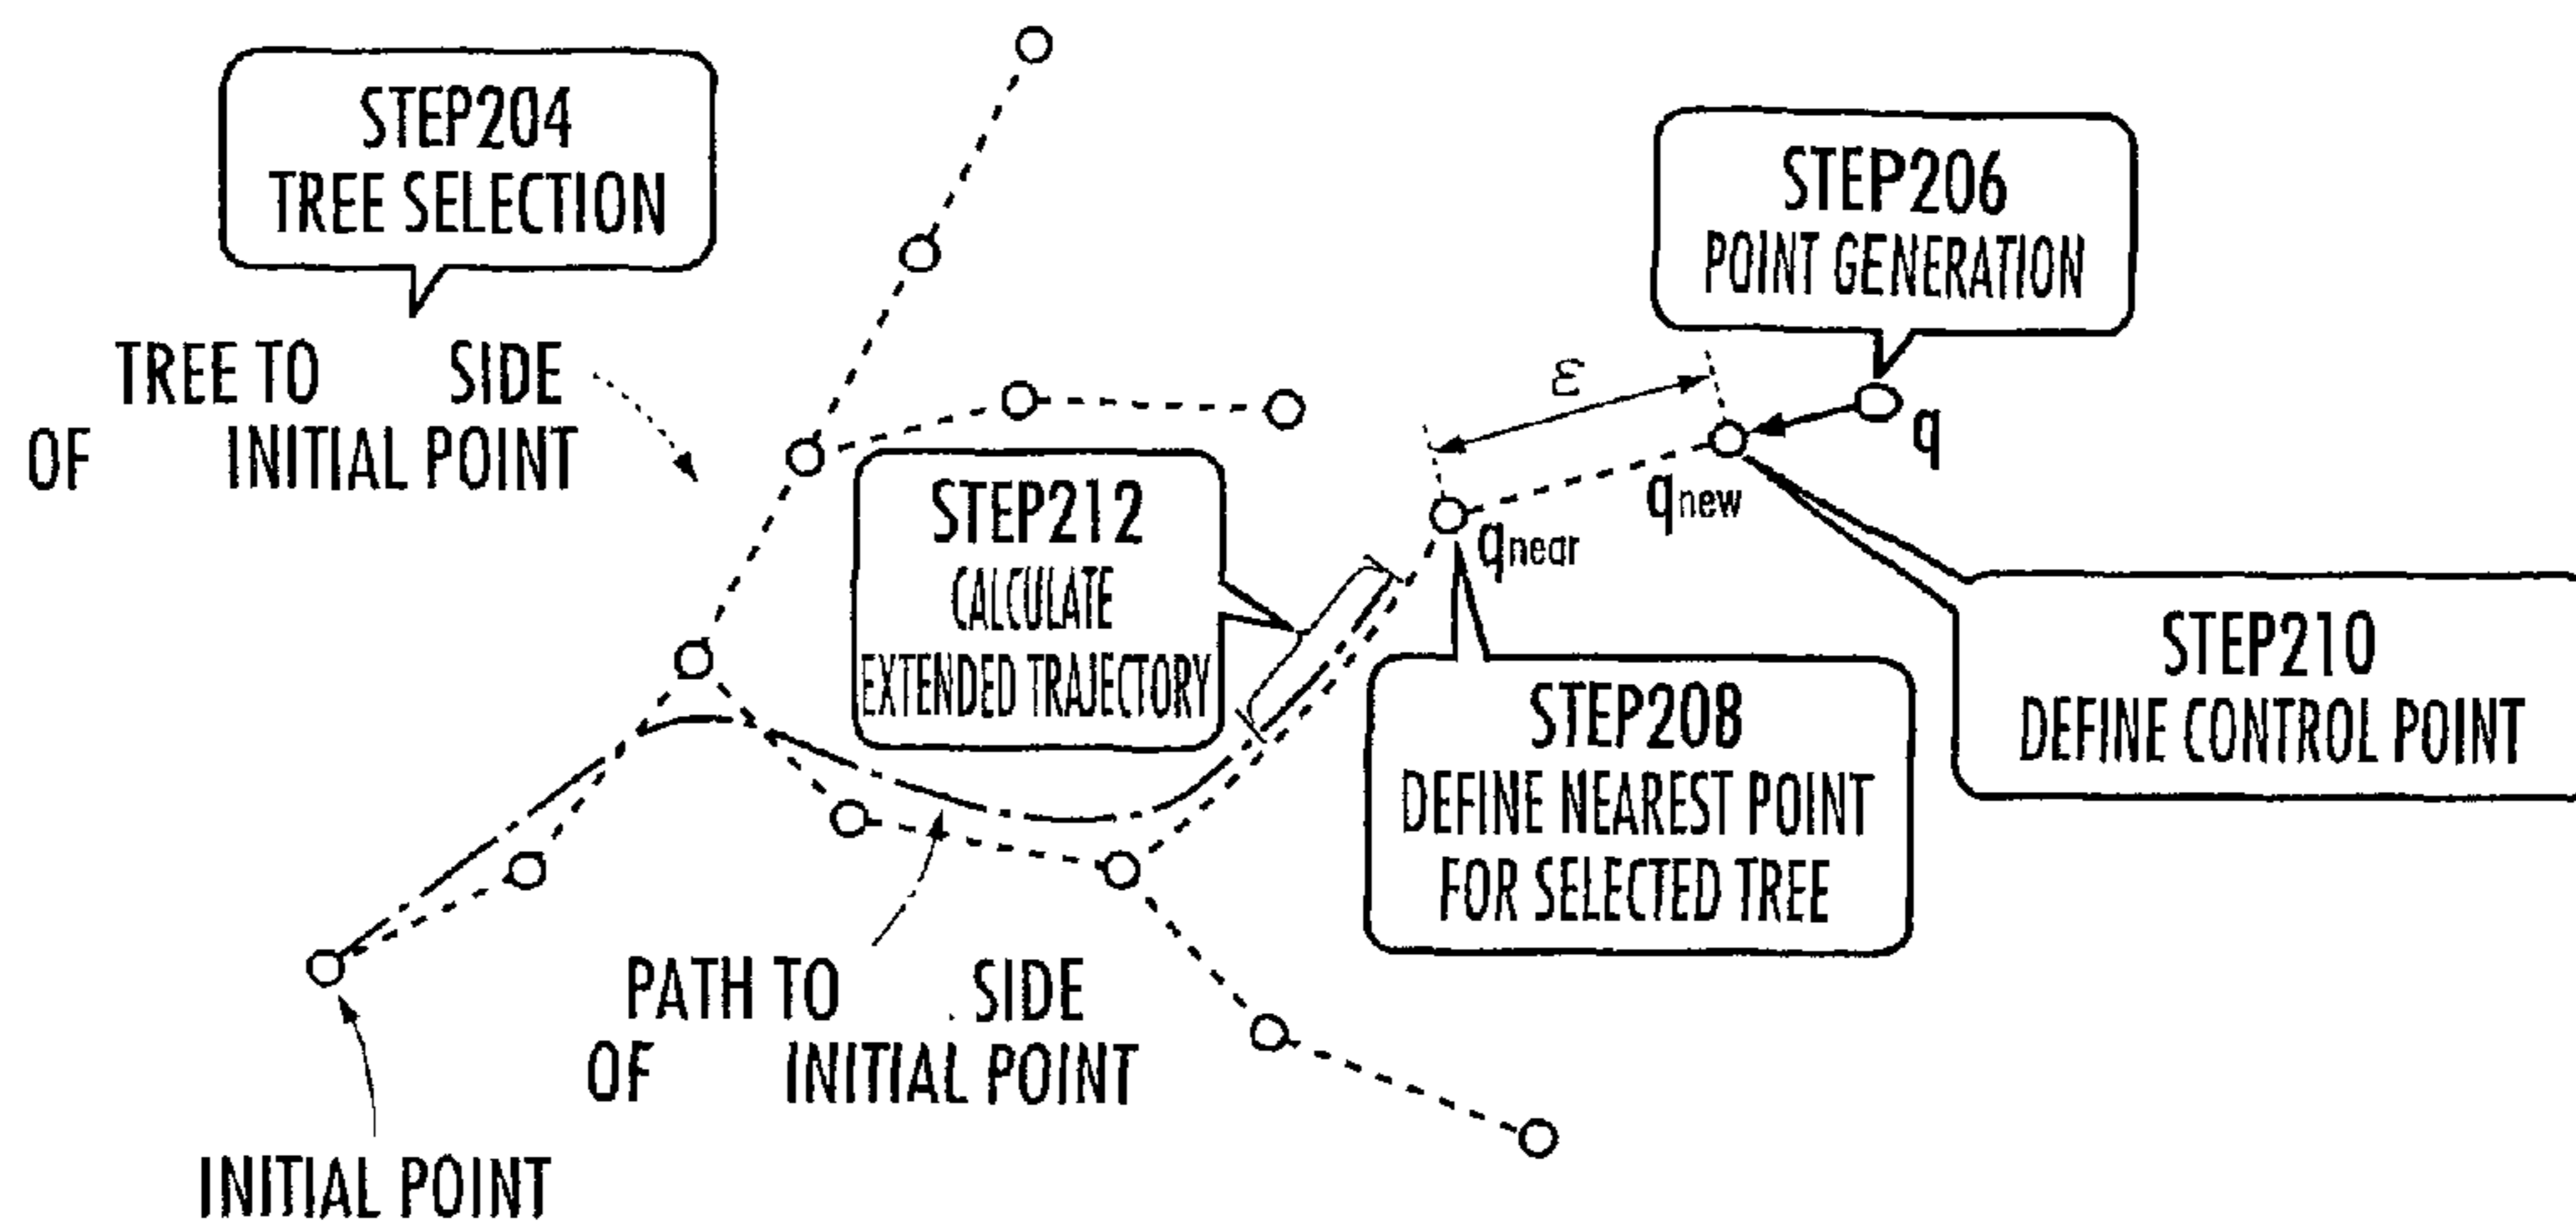 STEP204
TREE SELECTION
TREE TO SIDE
OF INITIAL POINT
STEP206
POINT GENERATION
ε
q
qnew
qnear
STEP212
CALCULATE
EXTENDED TRAJECTORY
STEP210
DEFINE CONTROL POINT
STEP208
DEFINE NEAREST POINT
FOR SELECTED TREE
PATH TO SIDE
OF INITIAL POINT
INITIAL POINT